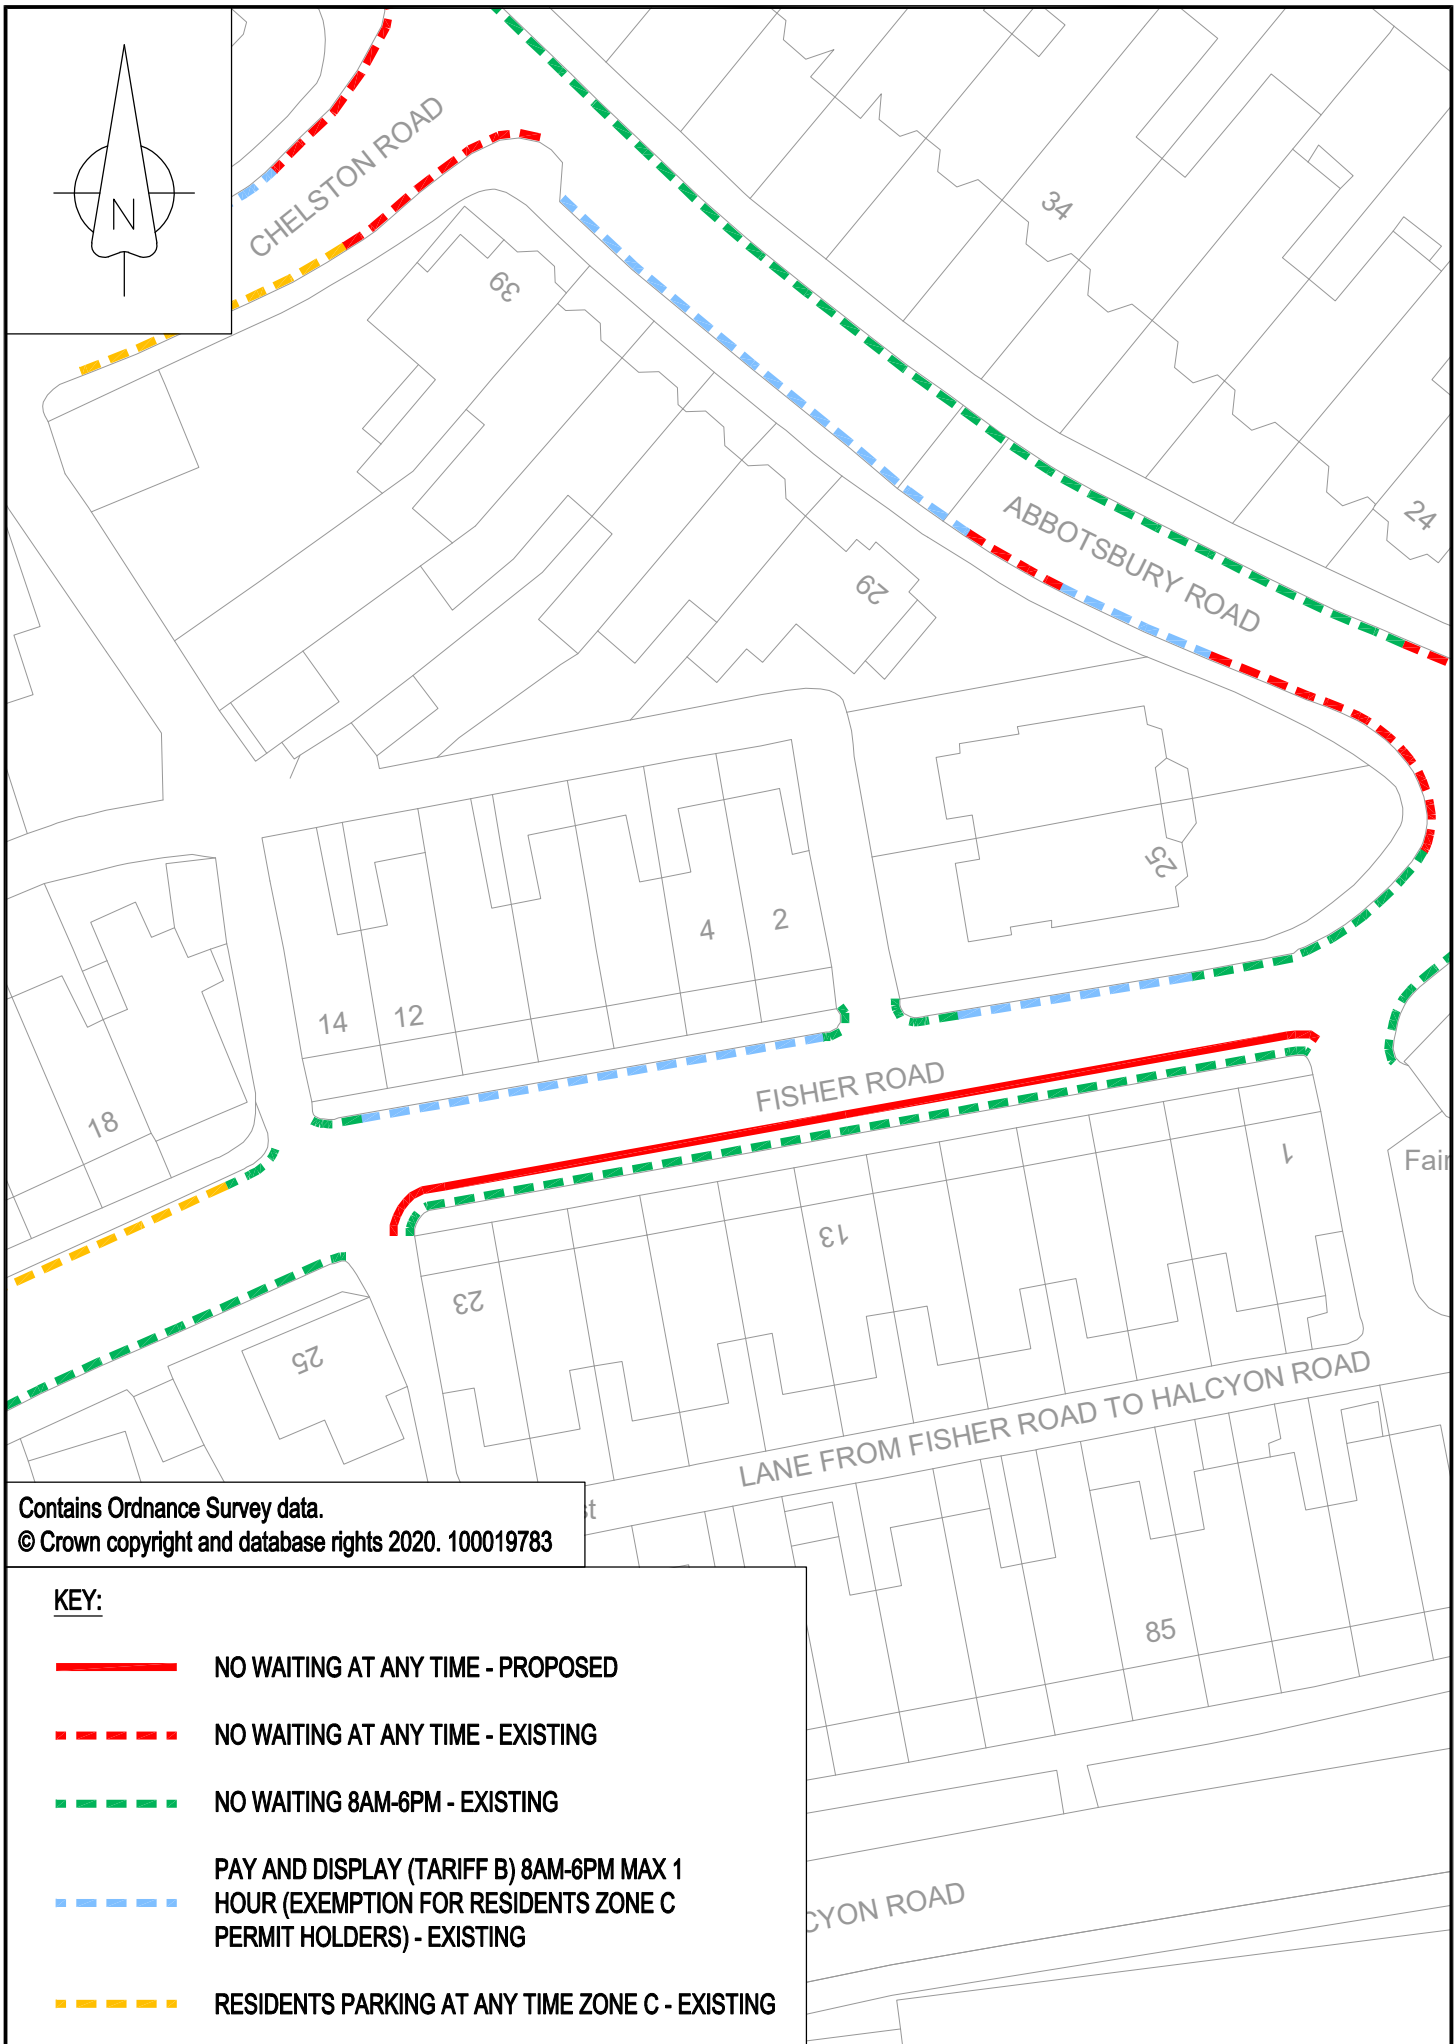 N
CHELSTON ROAD
39
34
24
ABBOTSBURY ROAD
29
25
4
2
14
12
18
FISHER ROAD
1
Fair
13
23
25
LANE FROM FISHER ROAD TO HALCYON ROAD
st
85
CYON ROAD
Contains Ordnance Survey data.
© Crown copyright and database rights 2020. 100019783
KEY:
NO WAITING AT ANY TIME - PROPOSED
NO WAITING AT ANY TIME - EXISTING
NO WAITING 8AM-6PM - EXISTING
PAY AND DISPLAY (TARIFF B) 8AM-6PM MAX 1
HOUR (EXEMPTION FOR RESIDENTS ZONE C
PERMIT HOLDERS) - EXISTING
RESIDENTS PARKING AT ANY TIME ZONE C - EXISTING